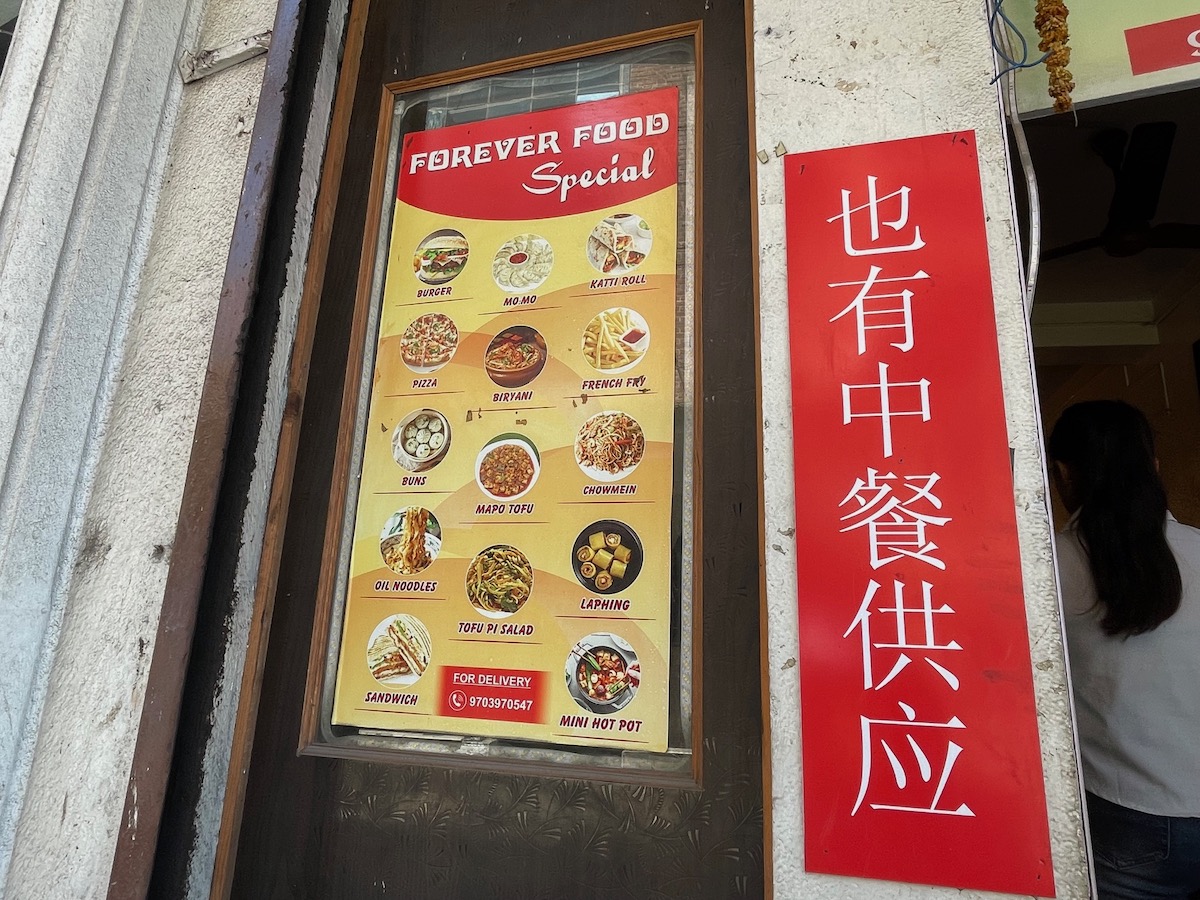 FOREVER FOOD
Special
BURGER
MO.MO
KATTI ROLL
PIZZA
BIRYANI
FRENCH FRY
BUNS
MAPO TOFU
CHOWMEIN
OIL NOODLES
TOFU PI SALAD
LAPHING
SANDWICH
FOR DELIVERY
9703970547
MINI HOT POT
也有中餐供应